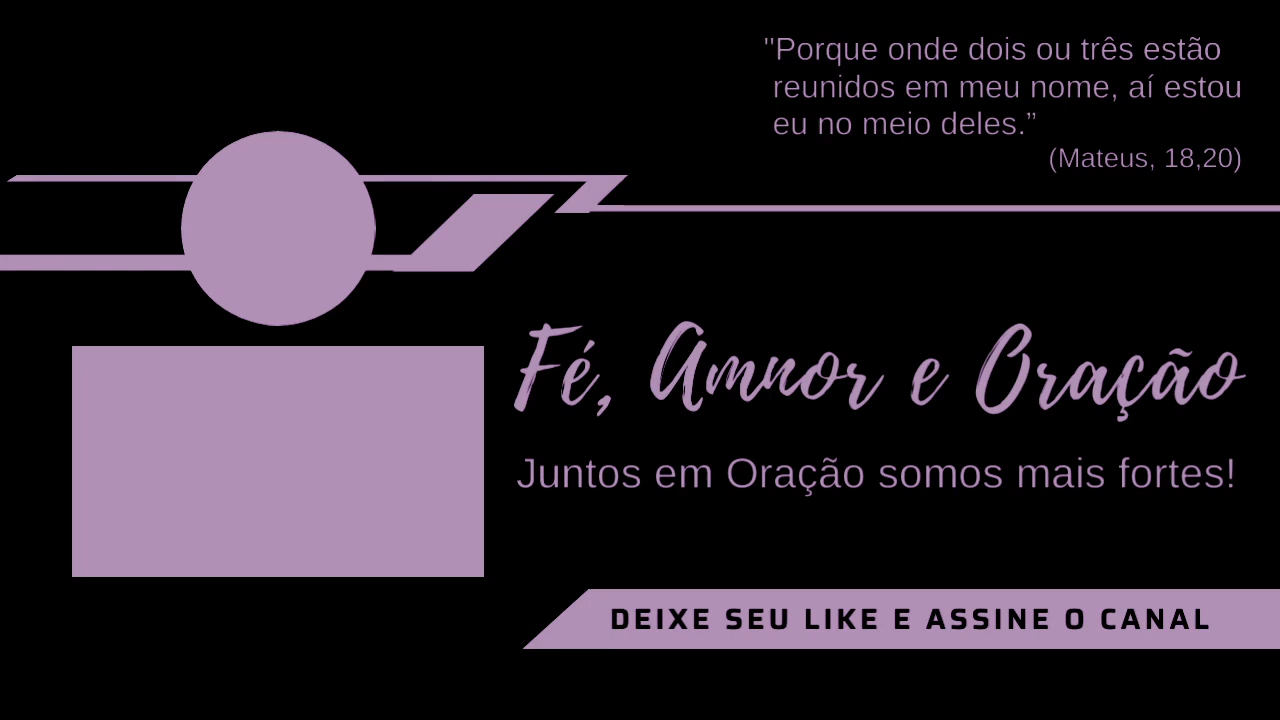 "Porque onde dois ou três estão
reunidos em meu nome, aí estou
eu no meio deles.”
(Mateus, 18,20)
Fé, Amnor e Oração
Juntos em Oração somos mais fortes!
DEIXE SEU LIKE E ASSINE O CANAL